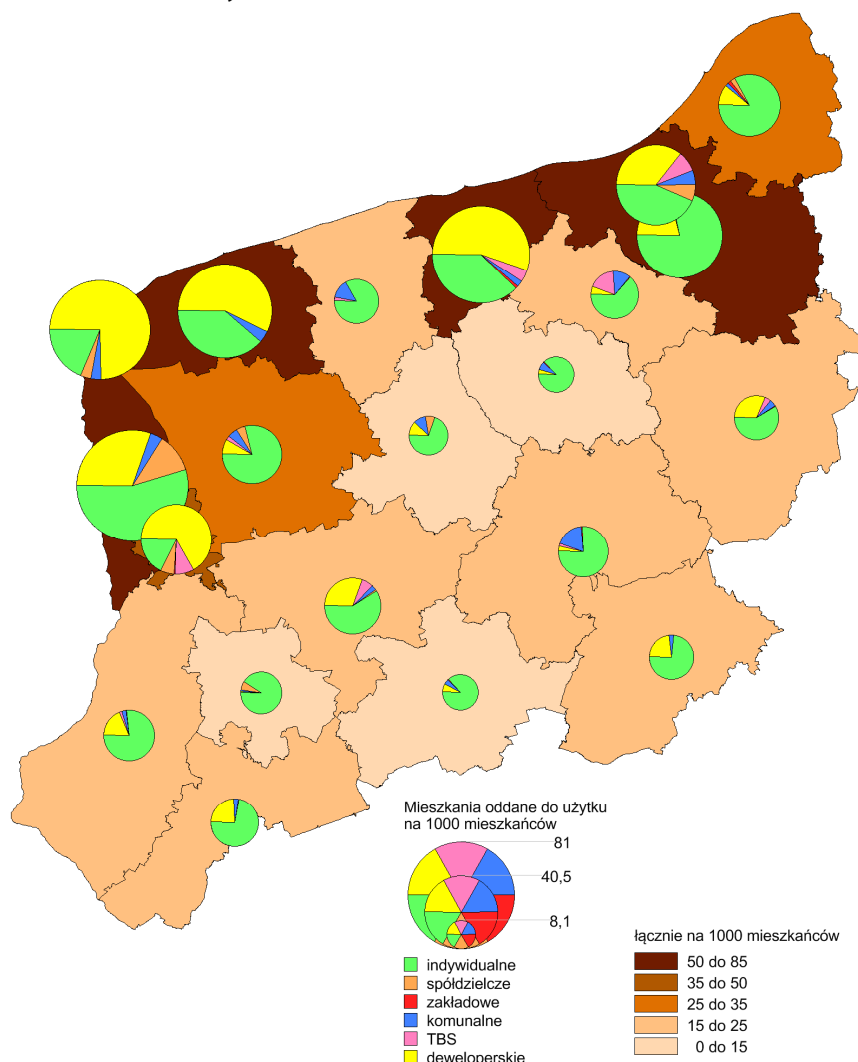 Mieszkania oddane do użytku
na 1000 mieszkańców
81
40,5
8,1
indywidualne
spółdzielcze
zakładowe
komunalne
TBS
deweloperskie
łącznie na 1000 mieszkańców
50 do 85
35 do 50
25 do 35
15 do 25
0 do 15